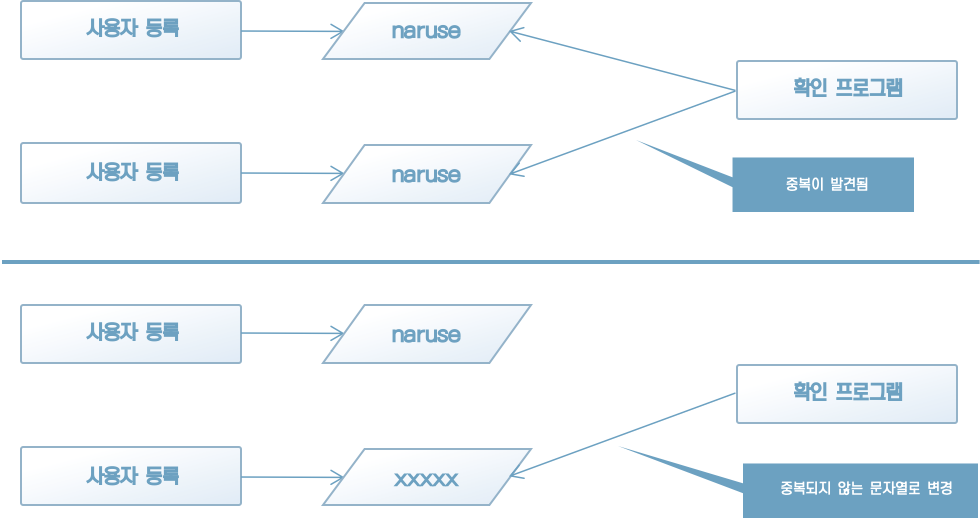 사용자 등록
naruse
확인 프로그램
사용자 등록
naruse
중복이 발견됨
사용자 등록
naruse
확인 프로그램
사용자 등록
xxxxx
중복되지 않는 문자열로 변경